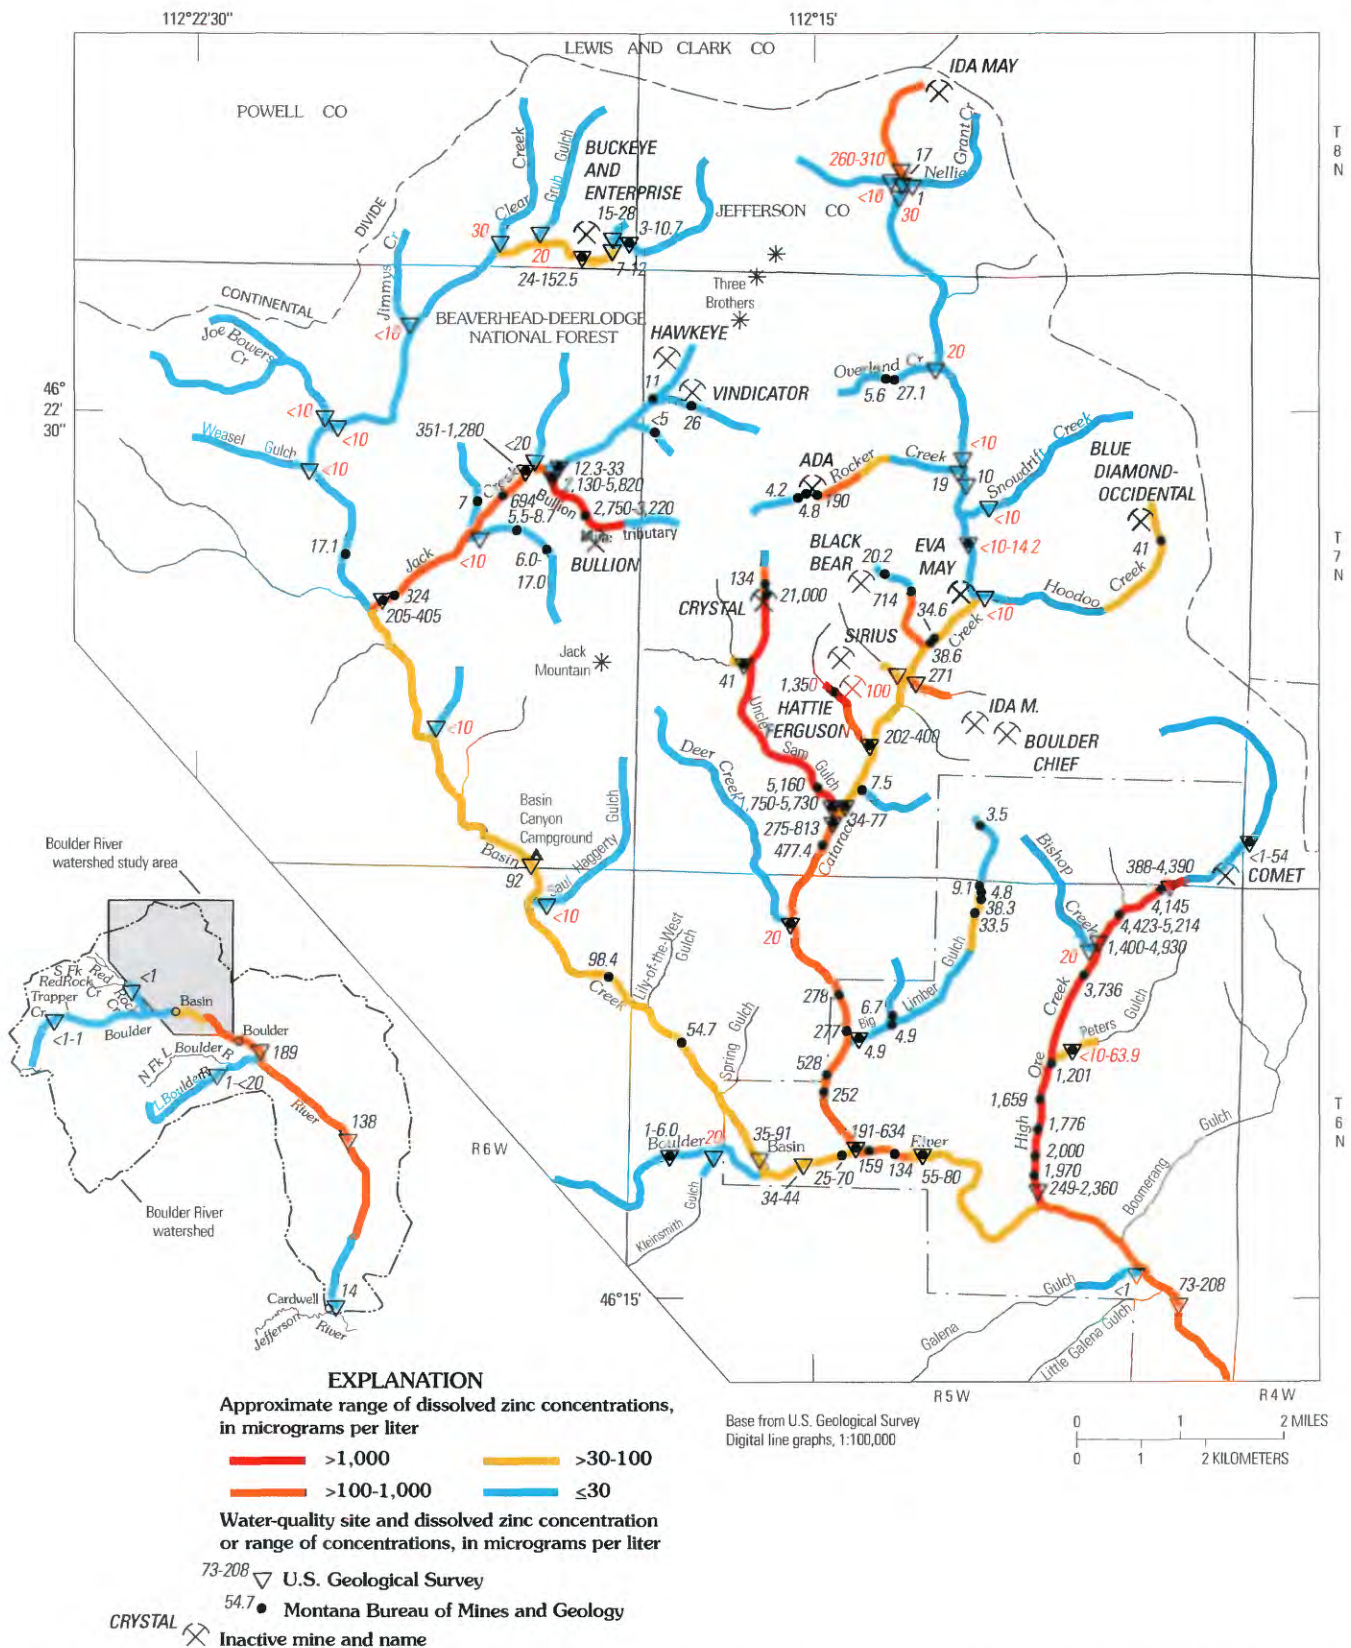 112°22'30"
112°15'
LEWIS AND CLARK CO
IDA MAY
POWELL CO
Creek
Grub Gulch
BUCKEYE
AND
ENTERPRISE
260-310
17
Grant Cr
Nellie
T
8
N
<10
1
30
Clear
15-28
3-10.7
JEFFERSON CO
DIVIDE
30
20
7-12
24-152.5
Three
Brothers
CONTINENTAL
Jimmys Cr
<10
BEAVERHEAD-DEERLODGE
NATIONAL FOREST
HAWKEYE
Joe Bowers
Cr
Overland Cr
20
46°
22'
30"
11
VINDICATOR
5.6
27.1
<10
<10
<5
26
351-1,280
<20
<10
Creek
Weasel Gulch
<10
12.3-33
2,130-5,820
ADA
Rocker
Creek
10
19
Snowdrift
BLUE
DIAMOND-
OCCIDENTAL
4.2
4.8
190
<10
7
Creek
694
Bullion
2,750-3,220
5.5-8.7
Mine tributary
17.1
<10
Jack
6.0-
17.0
BULLION
BLACK
BEAR
20.2
EVA
MAY
<10-14.2
41
T
7
N
134
CRYSTAL
21,000
714
34.6
Creek
<10
Hoodoo
Creek
324
205-405
SIRIUS
38.6
Jack
Mountain
41
271
1,350
100
HATTIE
FERGUSON
IDA M.
BOULDER
CHIEF
<10
Uncle
Sam
Gulch
202-400
Deer
Creek
5,160
7.5
1,750-5,730
34-77
275-813
477.4
Cataract
3.5
Basin
Canyon
Campground
Basin
92
Saul Haggerty Gulch
<10
Bishop
Creek
388-4,390
<1-54
COMET
9.1
4.8
38.3
33.5
4,145
4,423-5,214
1,400-4,930
20
20
Boulder River
watershed study area
98.4
Creek
Lily-of-the-West
Gulch
278
6.7
Limber
Gulch
3,736
277
Big
4.9
4.9
Creek
Peters
Gulch
<10-63.9
54.7
Spring Gulch
528
252
Ore
1,201
1,659
High
1,776
2,000
1,970
249-2,360
S Fk
Red Rock
Cr
Red Rock
Cr
Trapper
Cr
<1
<1-1
Boulder
Basin
Boulder
189
N Fk L Boulder R
L Boulder R
1-<20
River
138
R 6 W
1-6.0
Boulder
20
35-91
Basin
191-634
River
159
134
55-80
25-70
34-44
Gulch
Kleinsmith
Boomerang
Gulch
T
6
N
Boulder River
watershed
46°15'
Gulch
<1
73-208
Galena
Little Galena Gulch
14
Cardwell
Jefferson
River
R 5 W
R 4 W
EXPLANATION
Approximate range of dissolved zinc concentrations,
in micrograms per liter
>1,000
>30-100
>100-1,000
≤30
Base from U.S. Geological Survey
Digital line graphs, 1:100,000
0 1 2 MILES
0 1 2 KILOMETERS
Water-quality site and dissolved zinc concentration
or range of concentrations, in micrograms per liter
73-208 U.S. Geological Survey
54.7 Montana Bureau of Mines and Geology
CRYSTAL Inactive mine and name